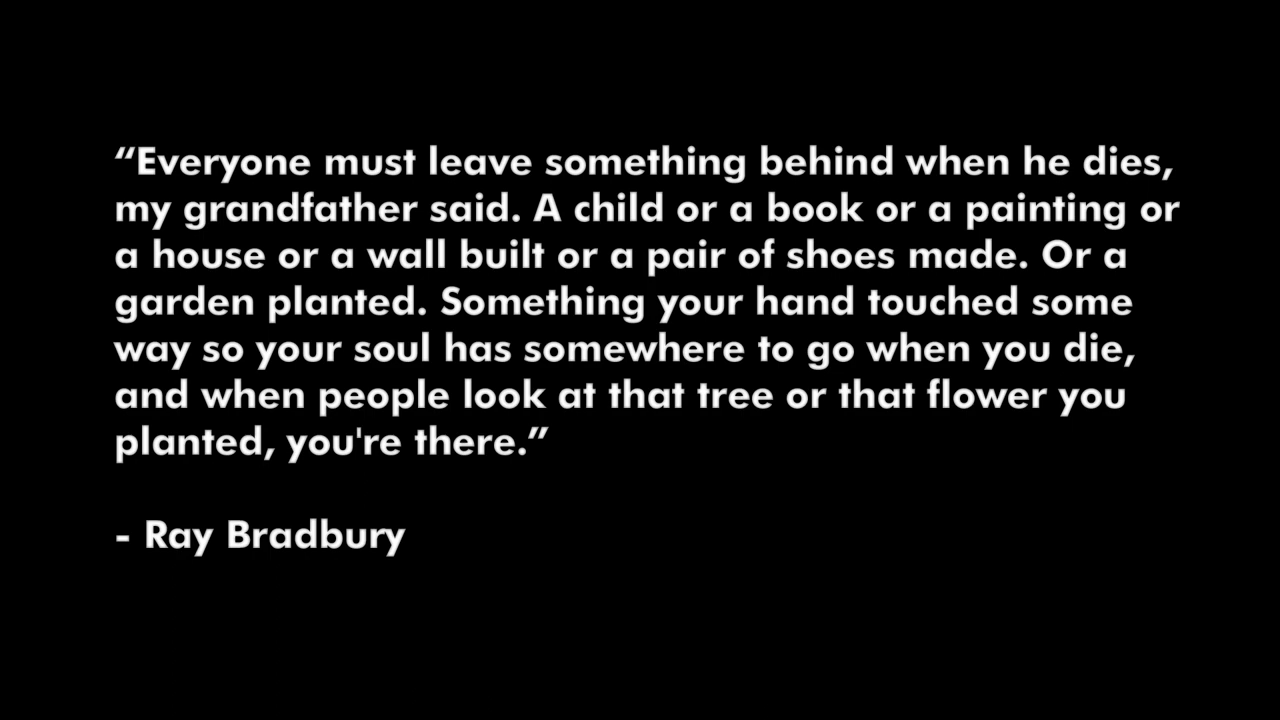 “Everyone must leave something behind when he dies,
my grandfather said. A child or a book or a painting or
a house or a wall built or a pair of shoes made. Or a
garden planted. Something your hand touched some
way so your soul has somewhere to go when you die,
and when people look at that tree or that flower you
planted, you're there.”
- Ray Bradbury